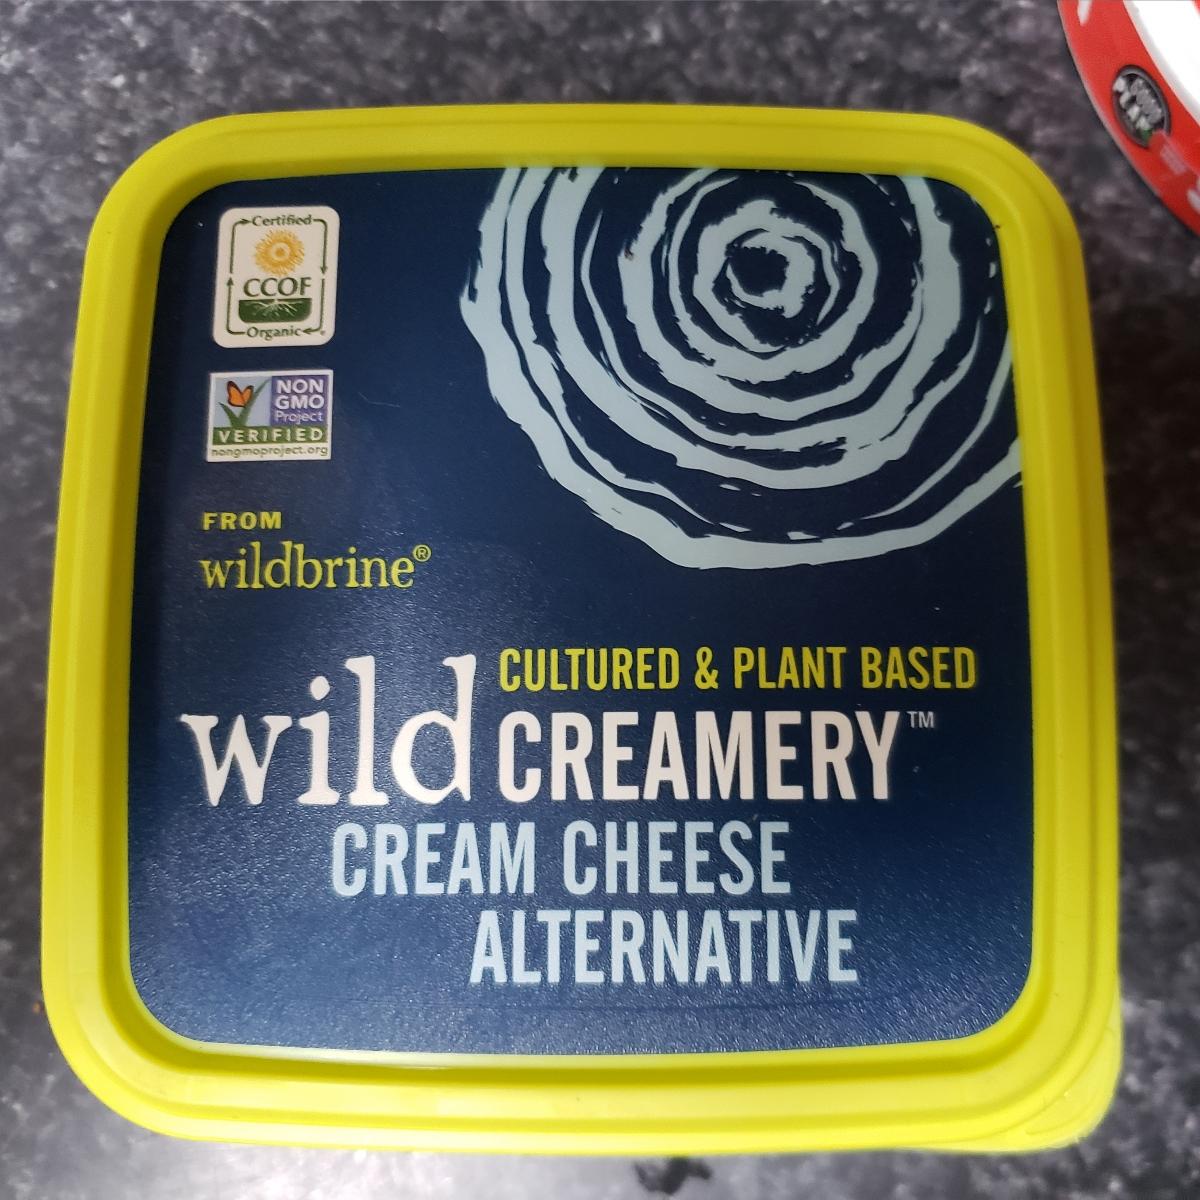 Certified
CCOF
Organic
NON
GMO
Project
VERIFIED
nongmoproject.org
FROM
wildbrine®
CULTURED & PLANT BASED
wild CREAMERY™
CREAM CHEESE
ALTERNATIVE